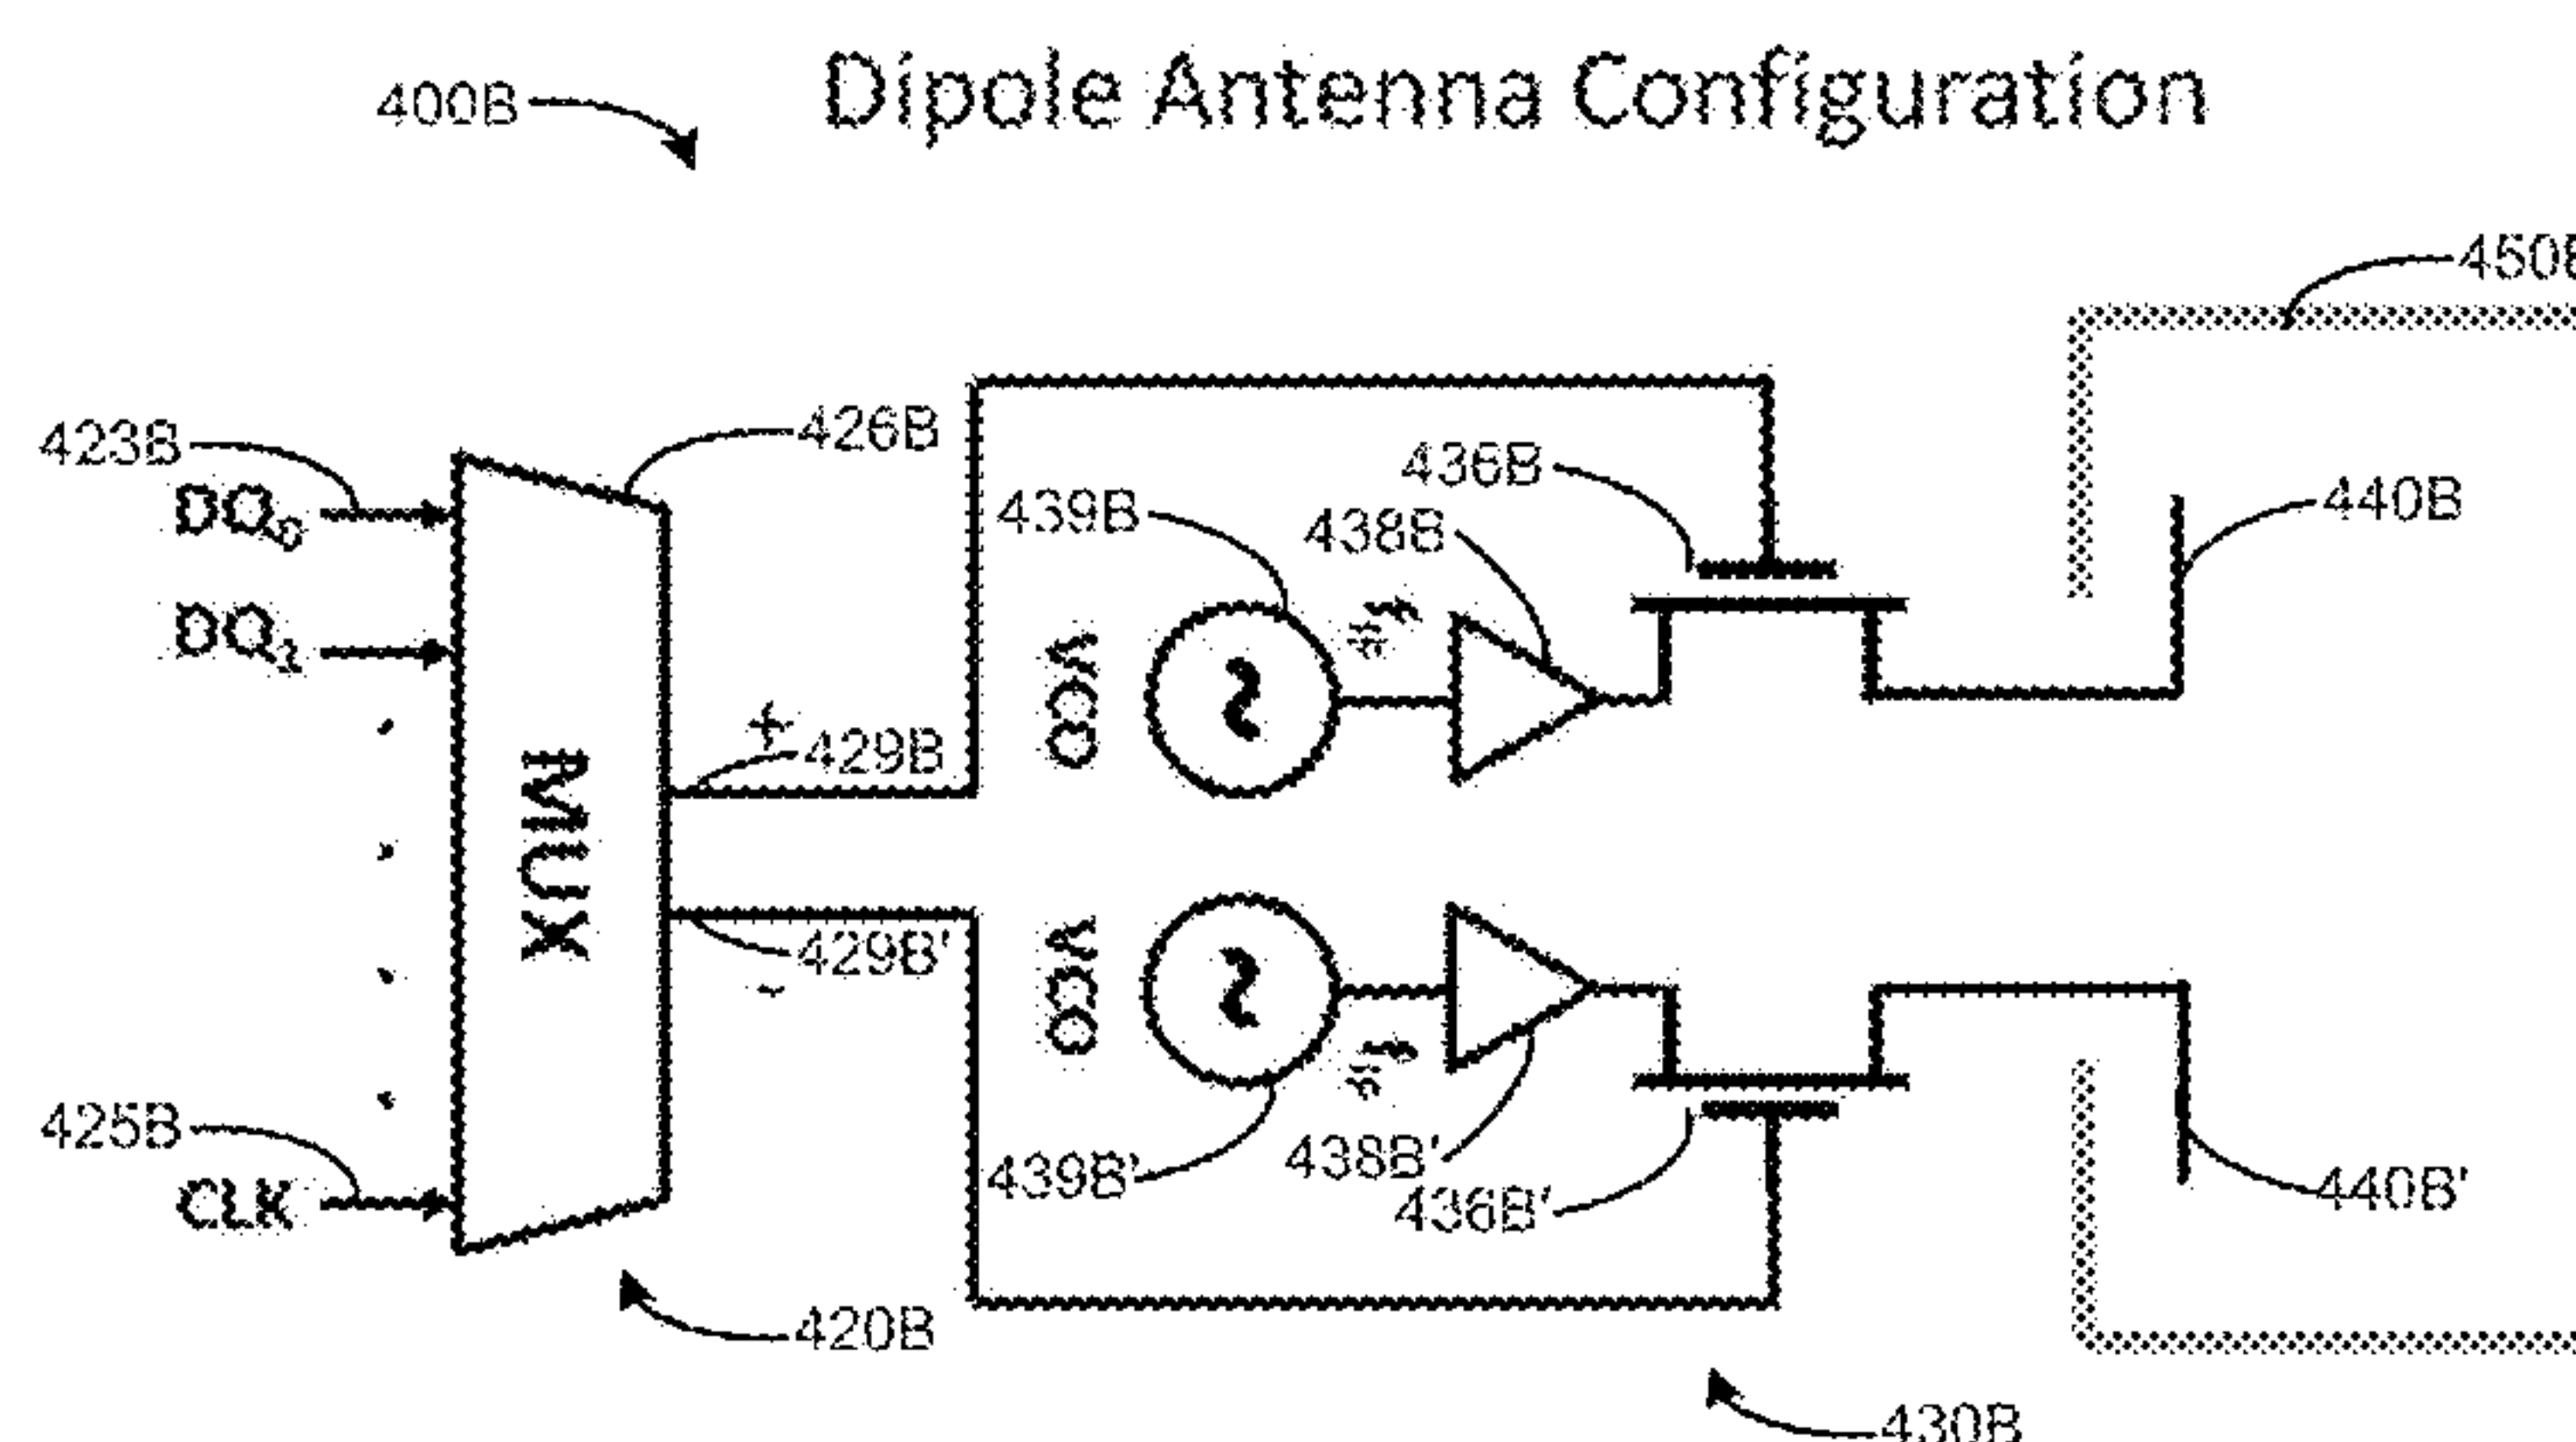 Dipole Antenna Configuration
400B
450B
423B
426B
DQ₀
436B
440B
439B
438B
DQ₁
VCO
+
429B
MUX
429B'
-
VCO
425B
439B'
438B'
440B'
CLK
436B'
420B
430B